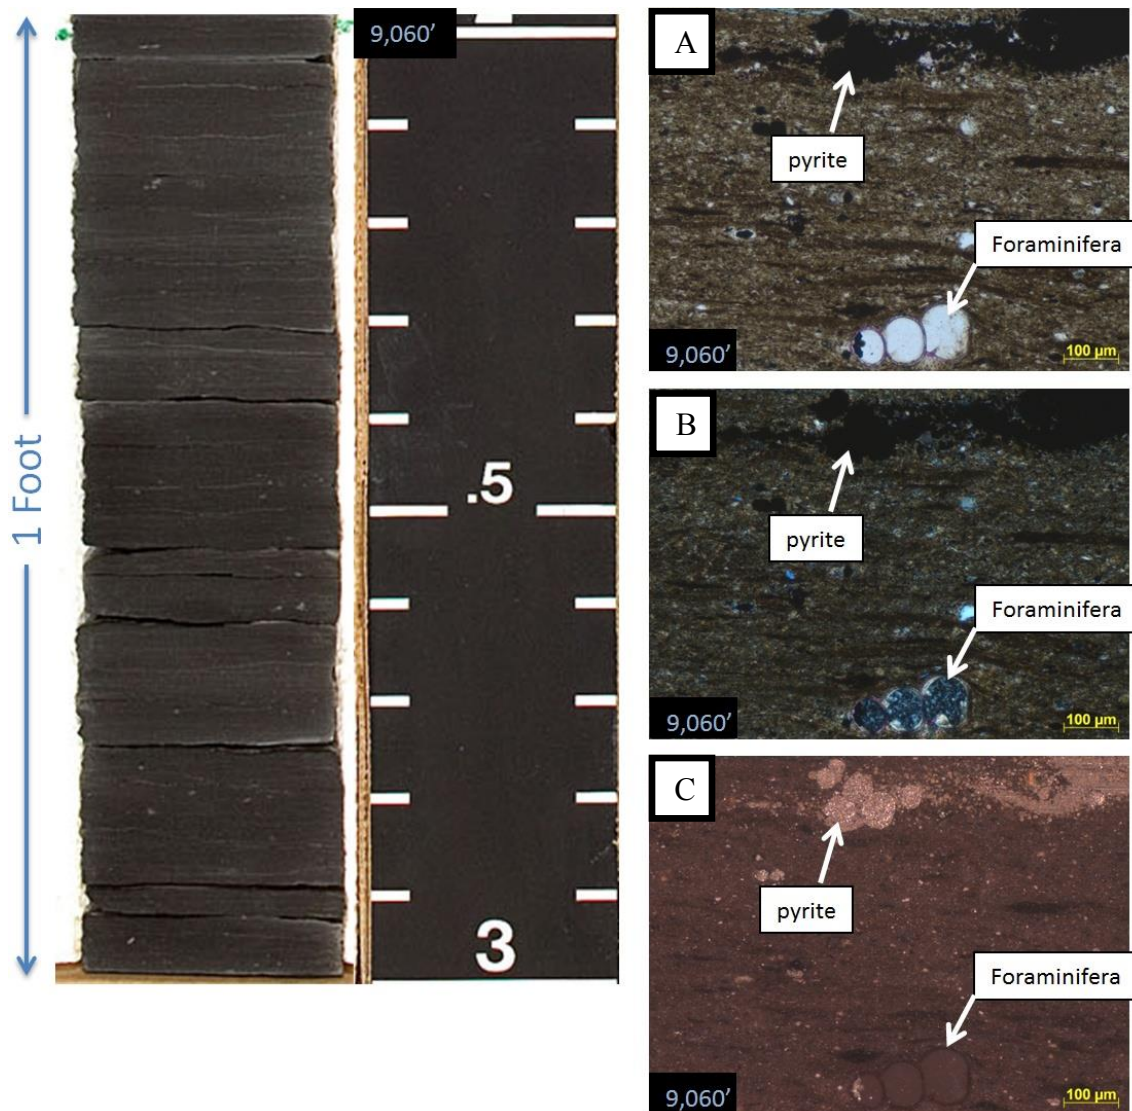 1 Foot
9,060’
.5
3
A
pyrite
Foraminifera
9,060’
100 µm
B
pyrite
Foraminifera
9,060’
100 µm
C
pyrite
Foraminifera
9,060’
100 µm